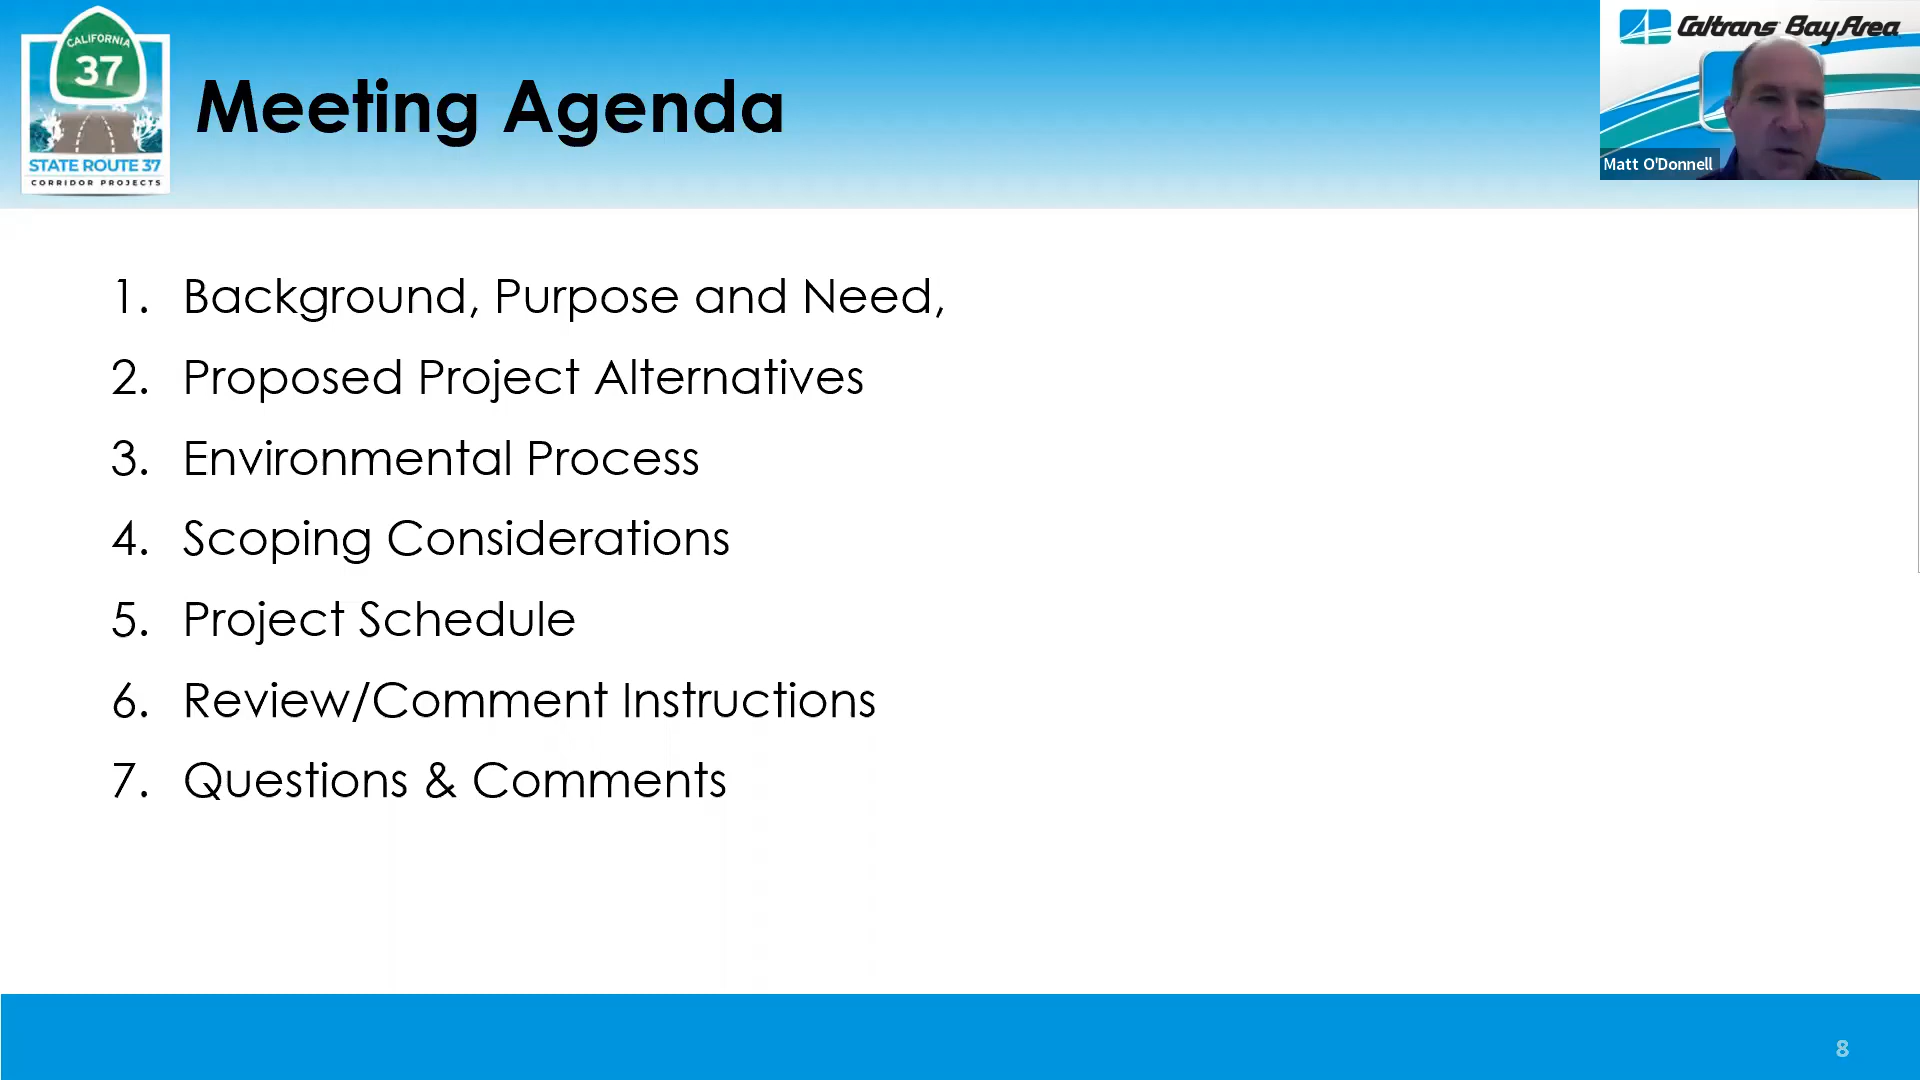 CALIFORNIA
37
STATE ROUTE 37
CORRIDOR PROJECTS
Meeting Agenda
Caltrans Bay Area
Matt O'Donnell
1. Background, Purpose and Need,
2. Proposed Project Alternatives
3. Environmental Process
4. Scoping Considerations
5. Project Schedule
6. Review/Comment Instructions
7. Questions & Comments
8